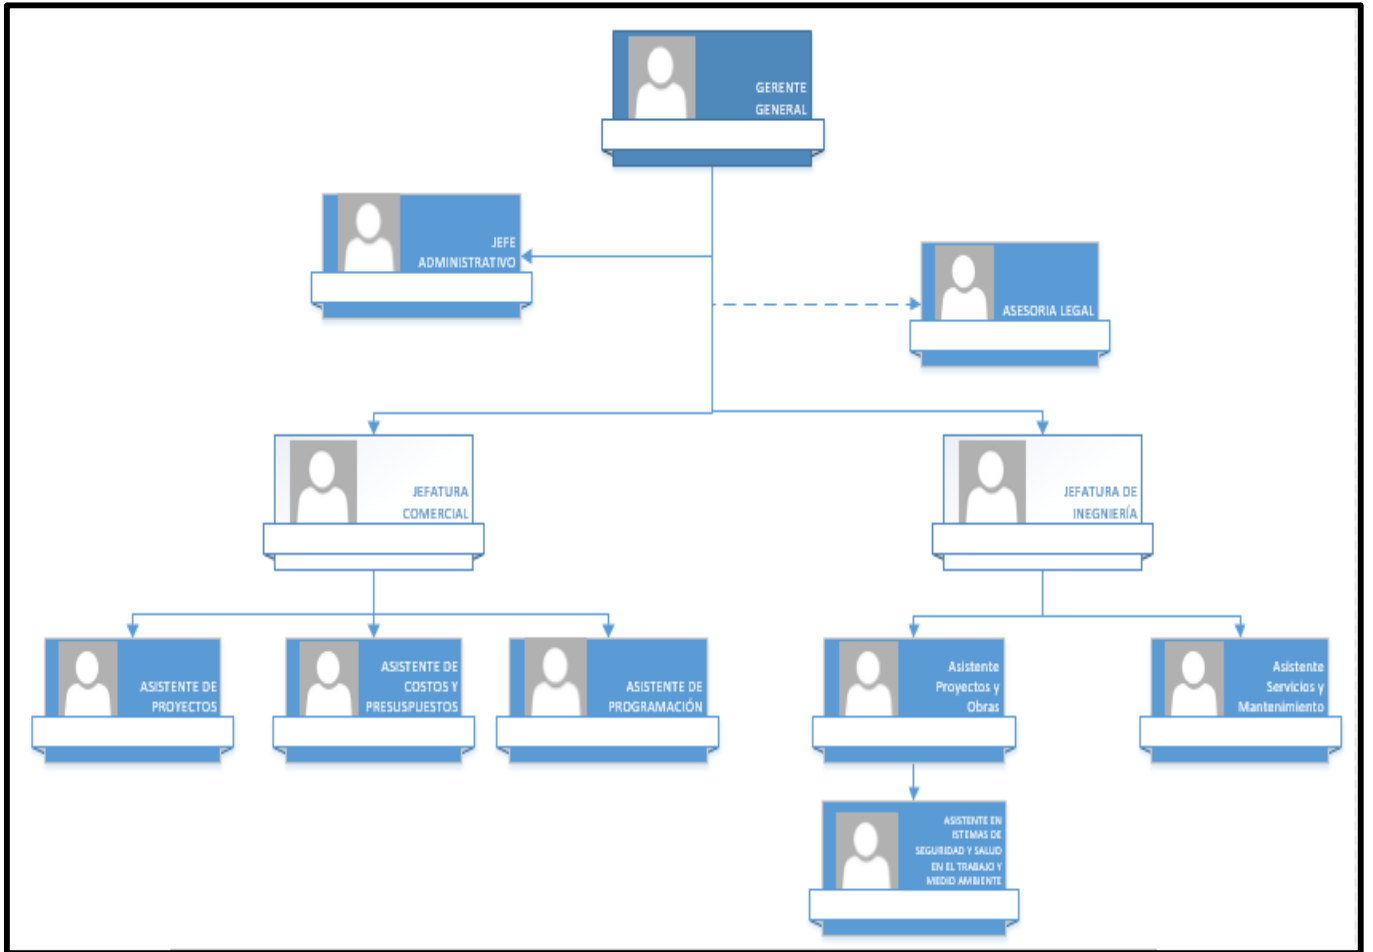 GERENTE
GENERAL
JEFE
ADMINISTRATIVO
ASESORIA LEGAL
JEFATURA
COMERCIAL
JEFATURA DE
INEGNIERÍA
ASISTENTE DE
PROYECTOS
ASISTENTE DE
COSTOS Y
PRESUSPUESTOS
ASISTENTE DE
PROGRAMACIÓN
Asistente
Proyectos y
Obras
Asistente
Servicios y
Mantenimiento
ASISTENTE EN
ISTEMAS DE
SEGURIDAD Y SALUD
EN EL TRABAJO Y
MEDIO AMBIENTE